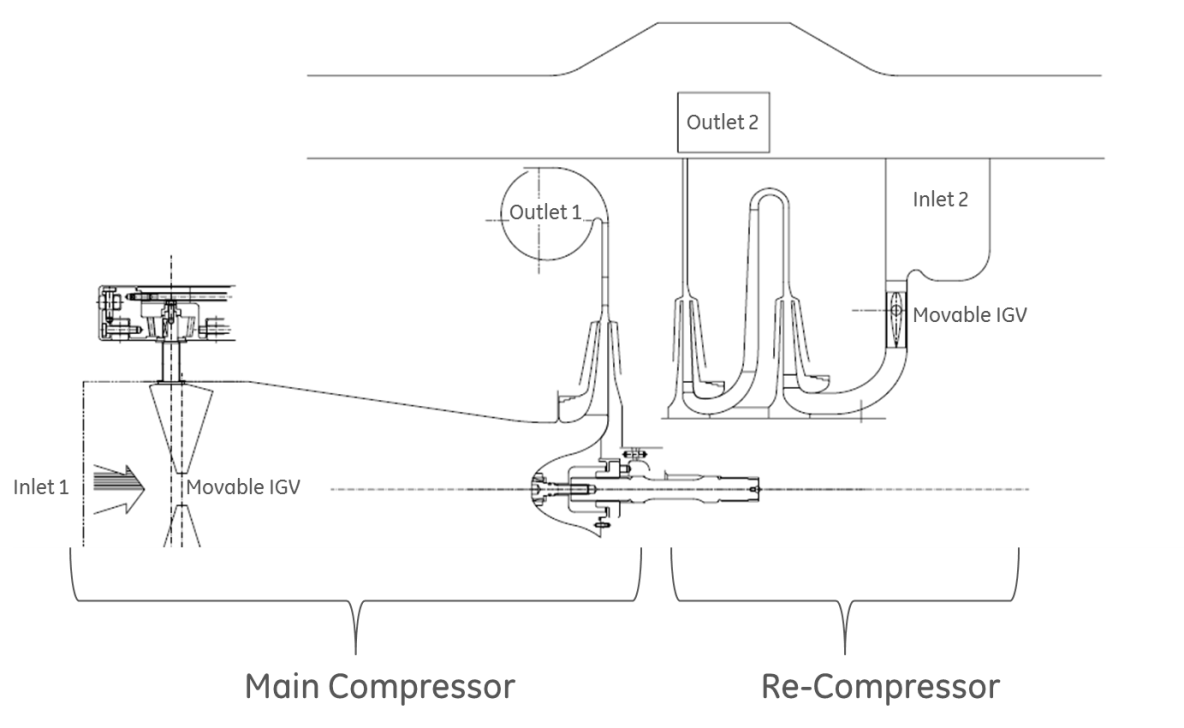 Outlet 2
Inlet 2
Outlet 1
Movable IGV
Inlet 1
Movable IGV
Main Compressor
Re-Compressor